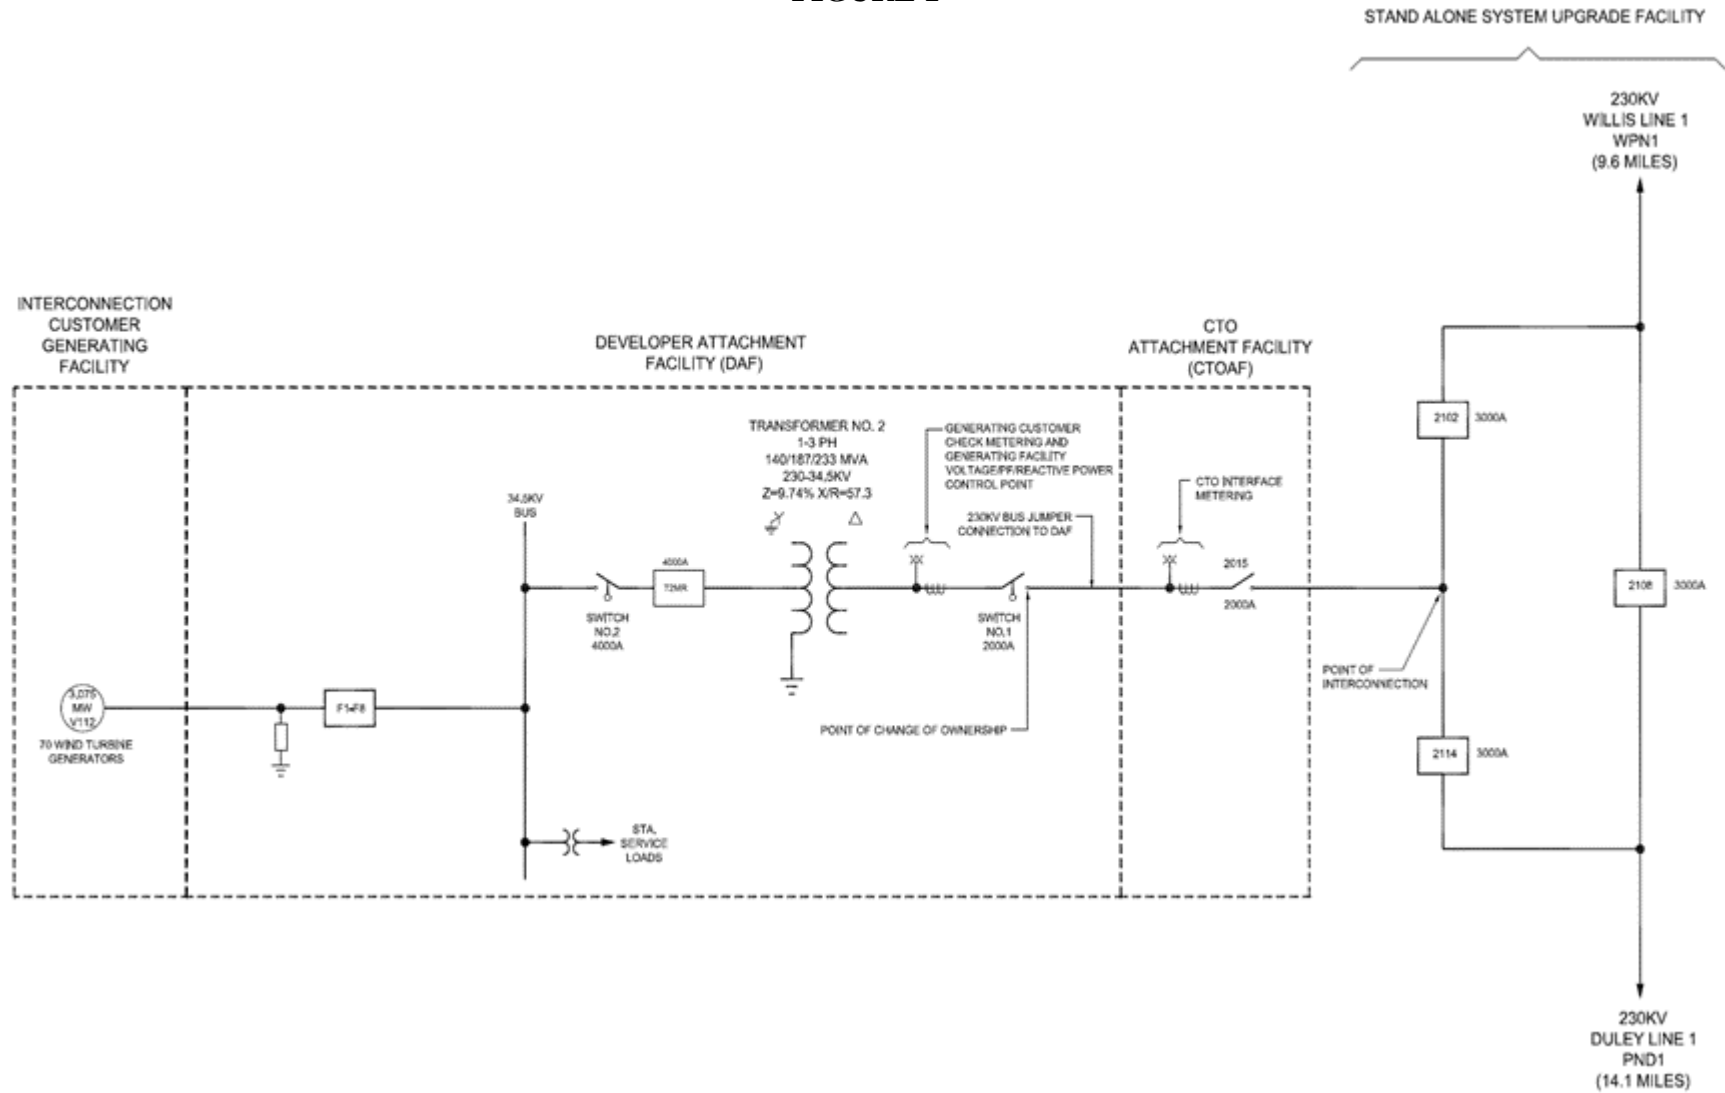 STAND ALONE SYSTEM UPGRADE FACILITY
230KV
WILLIS LINE 1
WPN1
(9.6 MILES)
INTERCONNECTION
CUSTOMER
GENERATING
FACILITY
DEVELOPER ATTACHMENT
FACILITY (DAF)
CTO
ATTACHMENT FACILITY
(CTOAF)
TRANSFORMER NO. 2
1-3 PH
140/187/233 MVA
230-34.5KV
Z=9.74% X/R=57.3
GENERATING CUSTOMER
CHECK METERING AND
GENERATING FACILITY
VOLTAGE/PF/REACTIVE POWER
CONTROL POINT
230KV BUS JUMPER
CONNECTION TO DAF
CTO INTERFACE
METERING
2102
3000A
34.5KV
BUS
4000A
72MR
SWITCH
NO.2
4000A
SWITCH
NO.1
2000A
2015
2000A
2108
3000A
POINT OF
INTERCONNECTION
3.075
MW
V112
70 WIND TURBINE
GENERATORS
F1-F8
POINT OF CHANGE OF OWNERSHIP
2114
3000A
STA.
SERVICE
LOADS
230KV
DULEY LINE 1
PND1
(14.1 MILES)